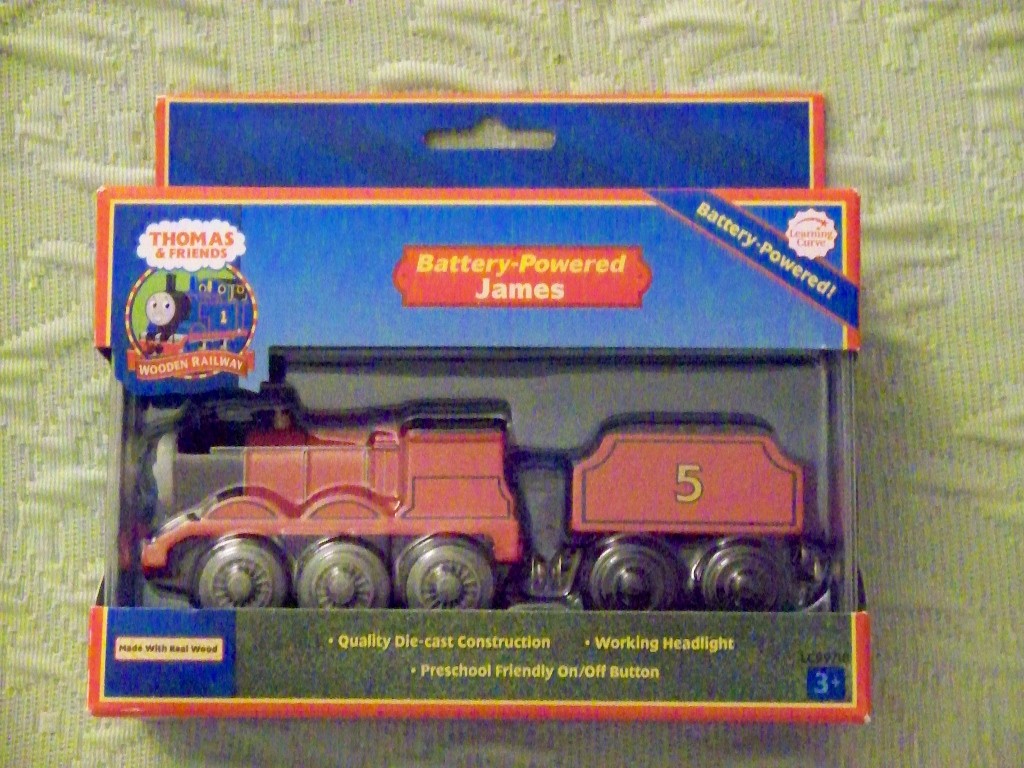 THOMAS
& FRIENDS
1
WOODEN RAILWAY
Battery-Powered
James
Battery-Powered!
Learning
Curve
5
Made With Real Wood
• Quality Die-cast Construction • Working Headlight
• Preschool Friendly On/Off Button
3+